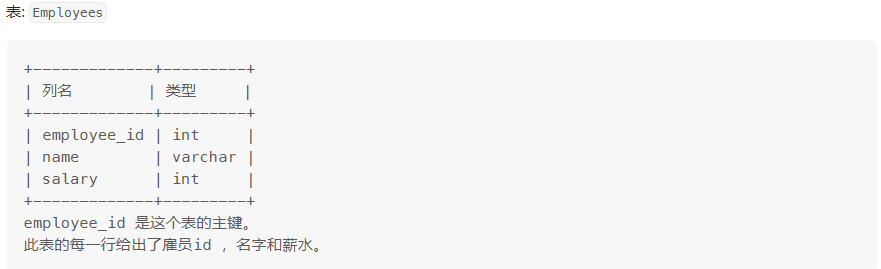 表: Employees
+-------------+---------+
| 列名        | 类型     |
+-------------+---------+
| employee_id | int     |
| name        | varchar |
| salary      | int     |
+-------------+---------+
employee_id 是这个表的主键。
此表的每一行给出了雇员id ，名字和薪水。